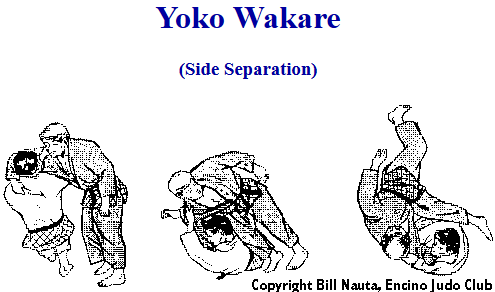 Yoko Wakare
(Side Separation)
Copyright Bill Nauta, Encino Judo Club